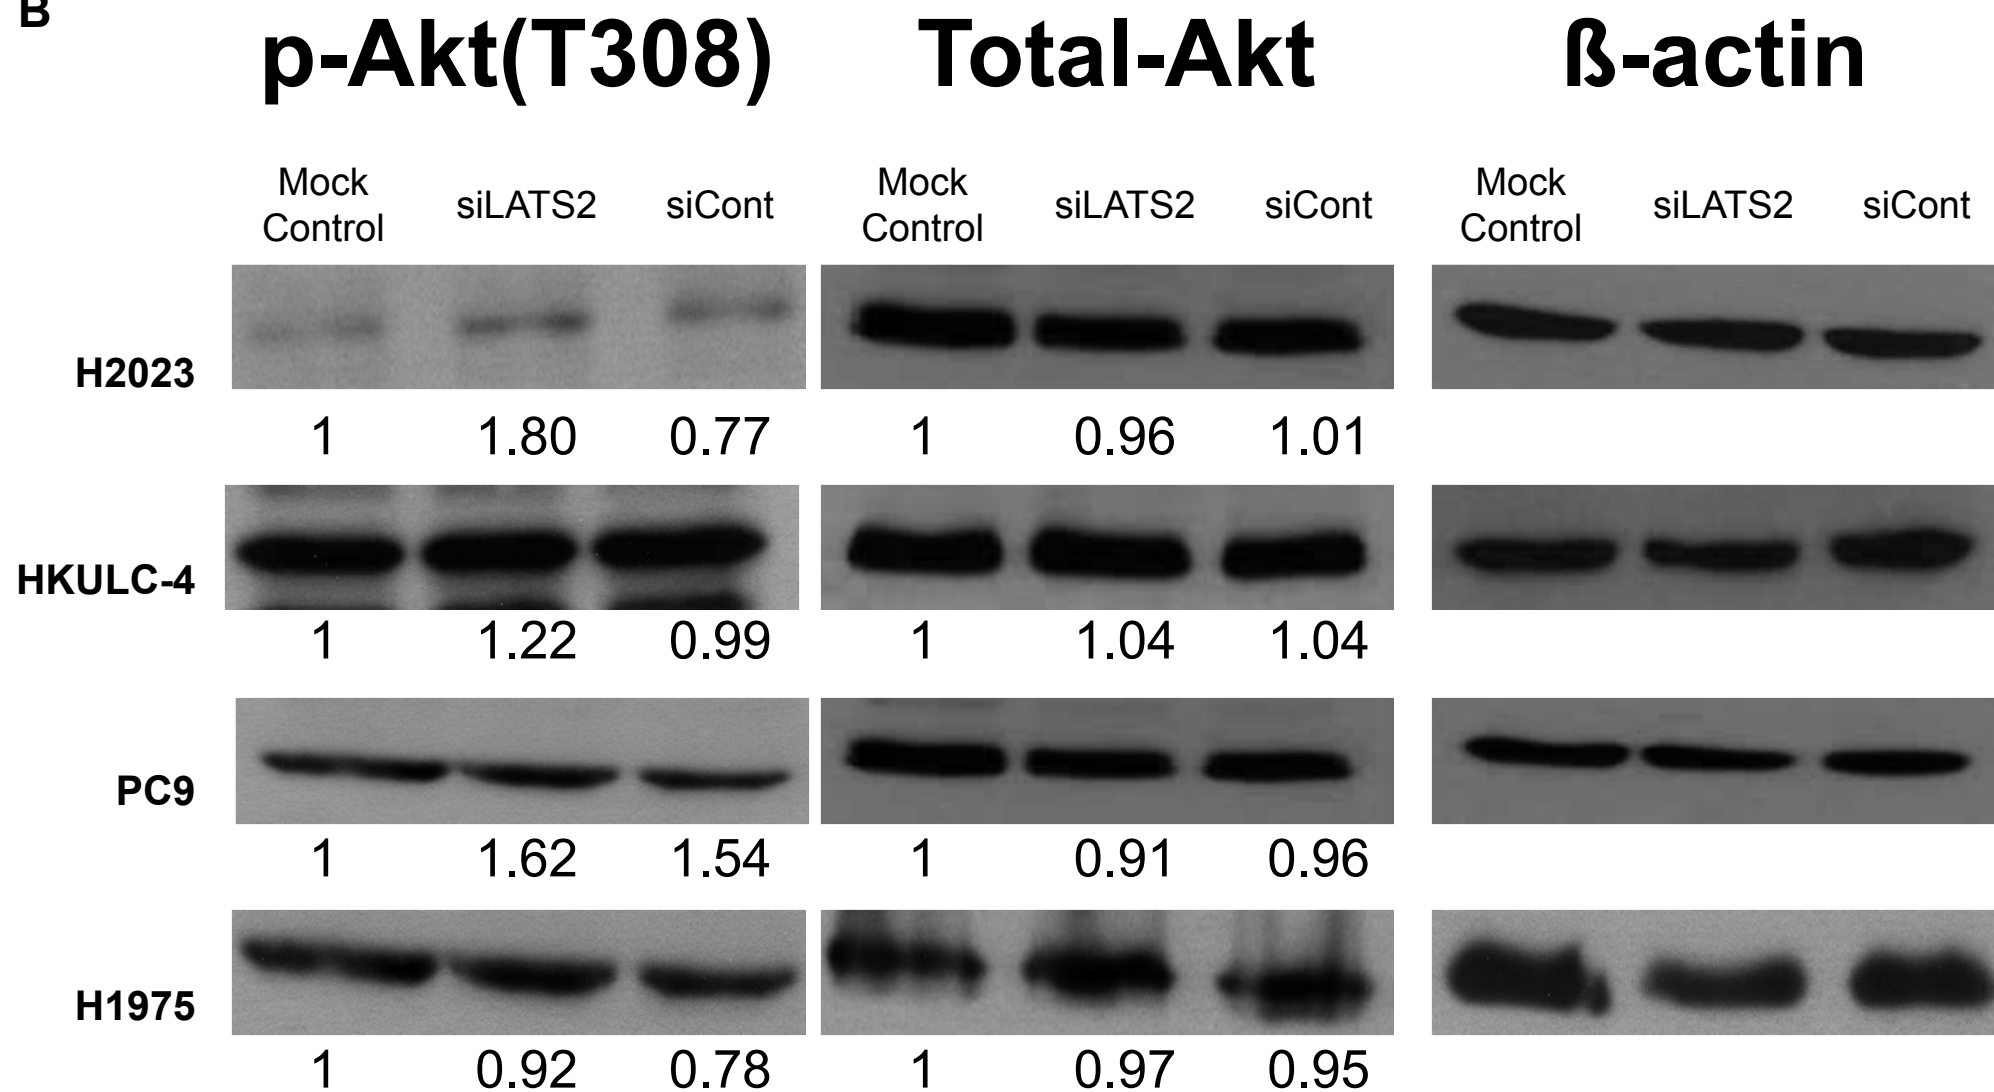 B
p-Akt(T308) Total-Akt ß-actin
Mock Control siLATS2 siCont Mock Control siLATS2 siCont Mock Control siLATS2 siCont
H2023
1 1.80 0.77 1 0.96 1.01
HKULC-4
1 1.22 0.99 1 1.04 1.04
PC9
1 1.62 1.54 1 0.91 0.96
H1975
1 0.92 0.78 1 0.97 0.95